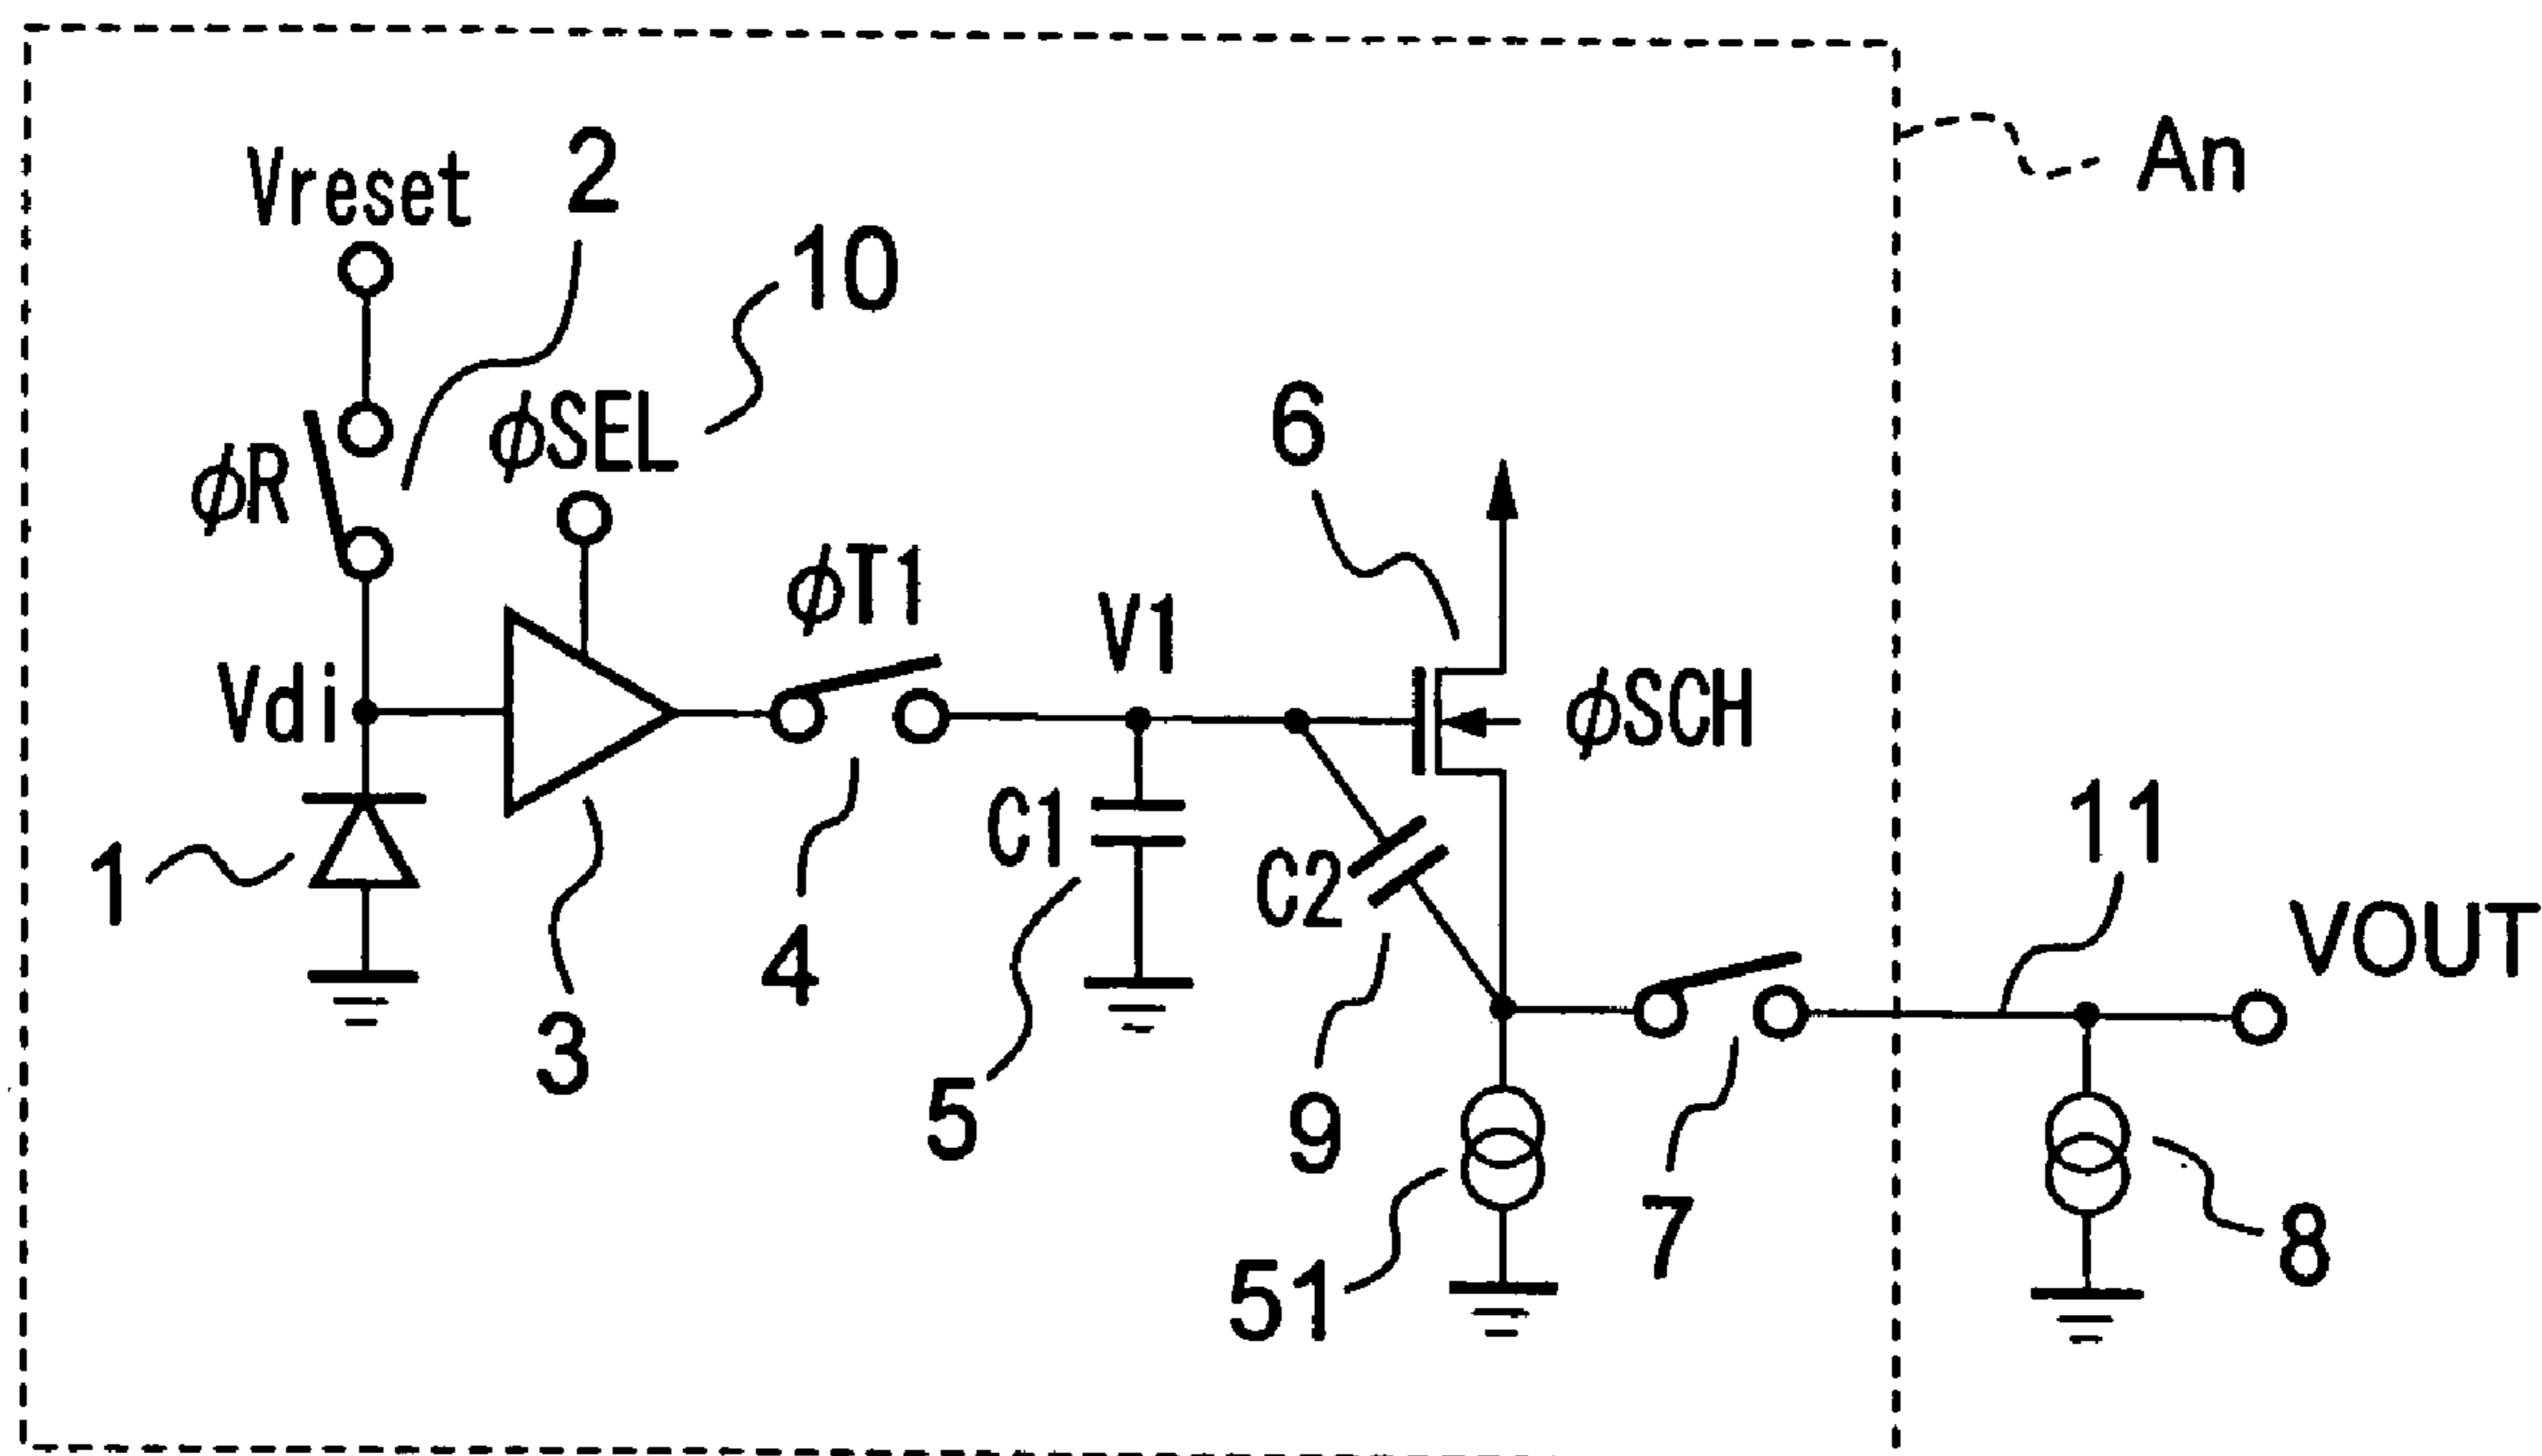 An
Vreset
2
10
φSEL
φR
6
φT1
V1
Vdi
φSCH
C1
11
1
C2
VOUT
4
3
5
9
7
51
8